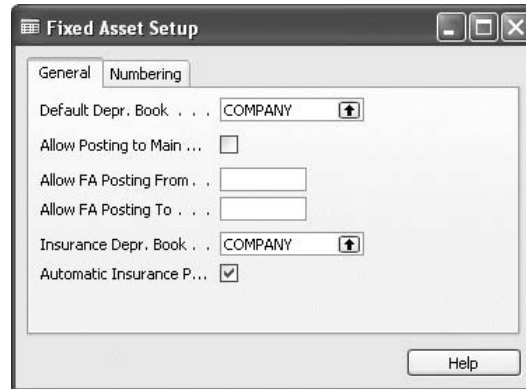 Fixed Asset Setup
General Numbering
Default Depr. Book . . . . COMPANY
Allow Posting to Main ...
Allow FA Posting From . .
Allow FA Posting To . . .
Insurance Depr. Book . . COMPANY
Automatic Insurance P...
Help